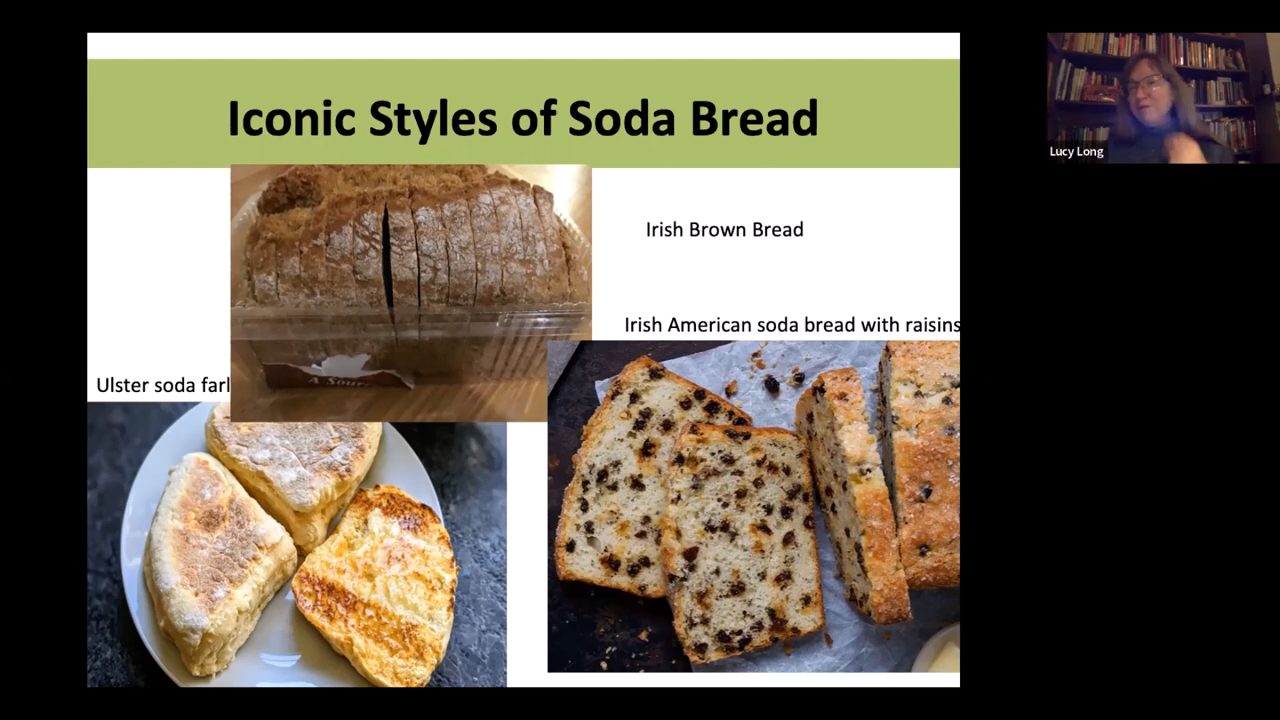 Iconic Styles of Soda Bread
Lucy Long
Irish Brown Bread
Irish American soda bread with raisins
Ulster soda farl
A Sour